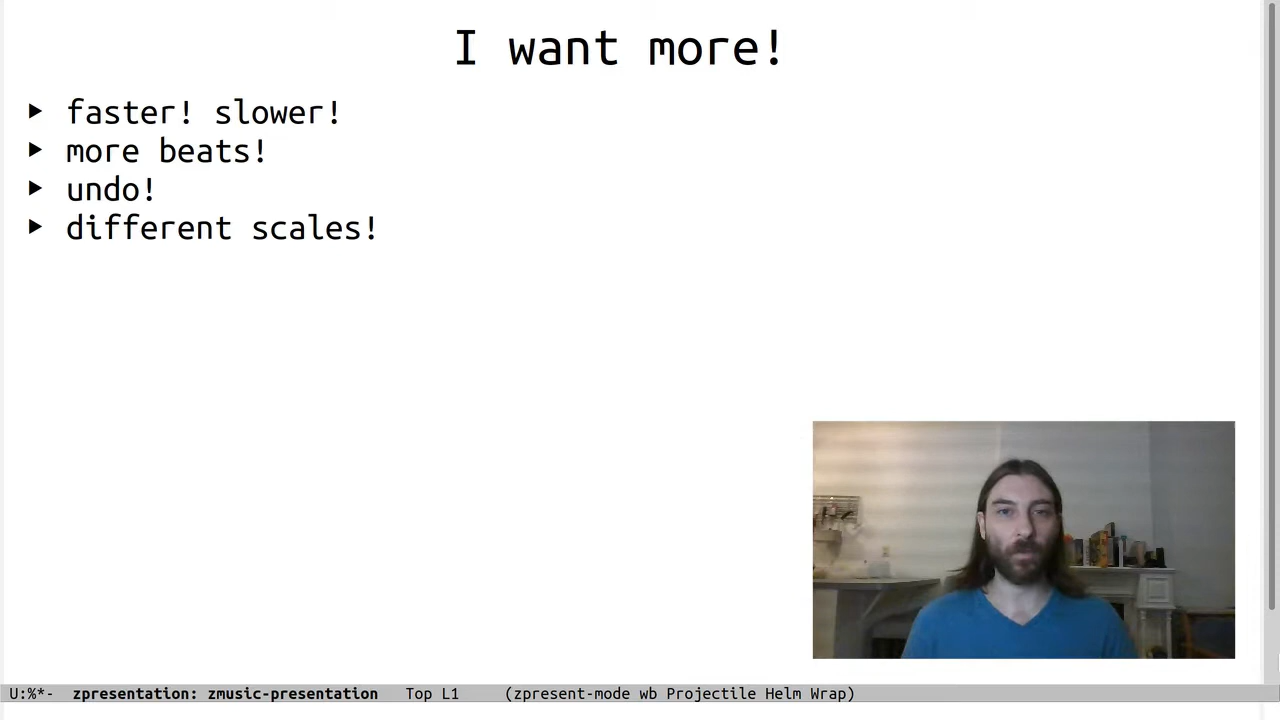 I want more!
▶ faster! slower!
▶ more beats!
▶ undo!
▶ different scales!
U:%*-  zpresentation: zmusic-presentation   Top L1     (zpresent-mode wb Projectile Helm Wrap)